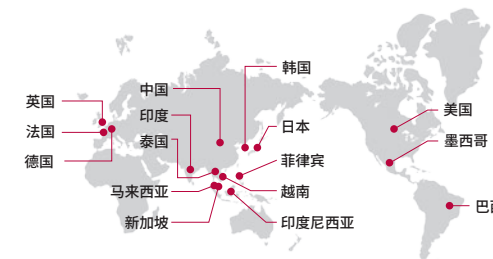 韩国
中国
英国
美国
印度
日本
法国
泰国
墨西哥
德国
菲律宾
马来西亚
越南
巴西
新加坡
印度尼西亚